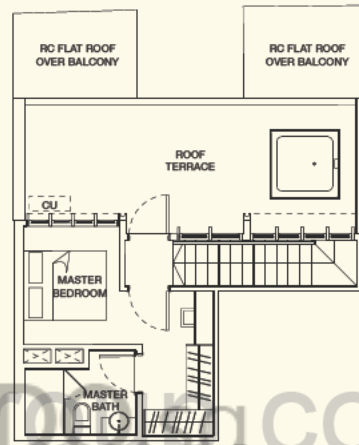 RC FLAT ROOF
OVER BALCONY
RC FLAT ROOF
OVER BALCONY
ROOF
TERRACE
CU
MASTER
BEDROOM
MASTER
BATH